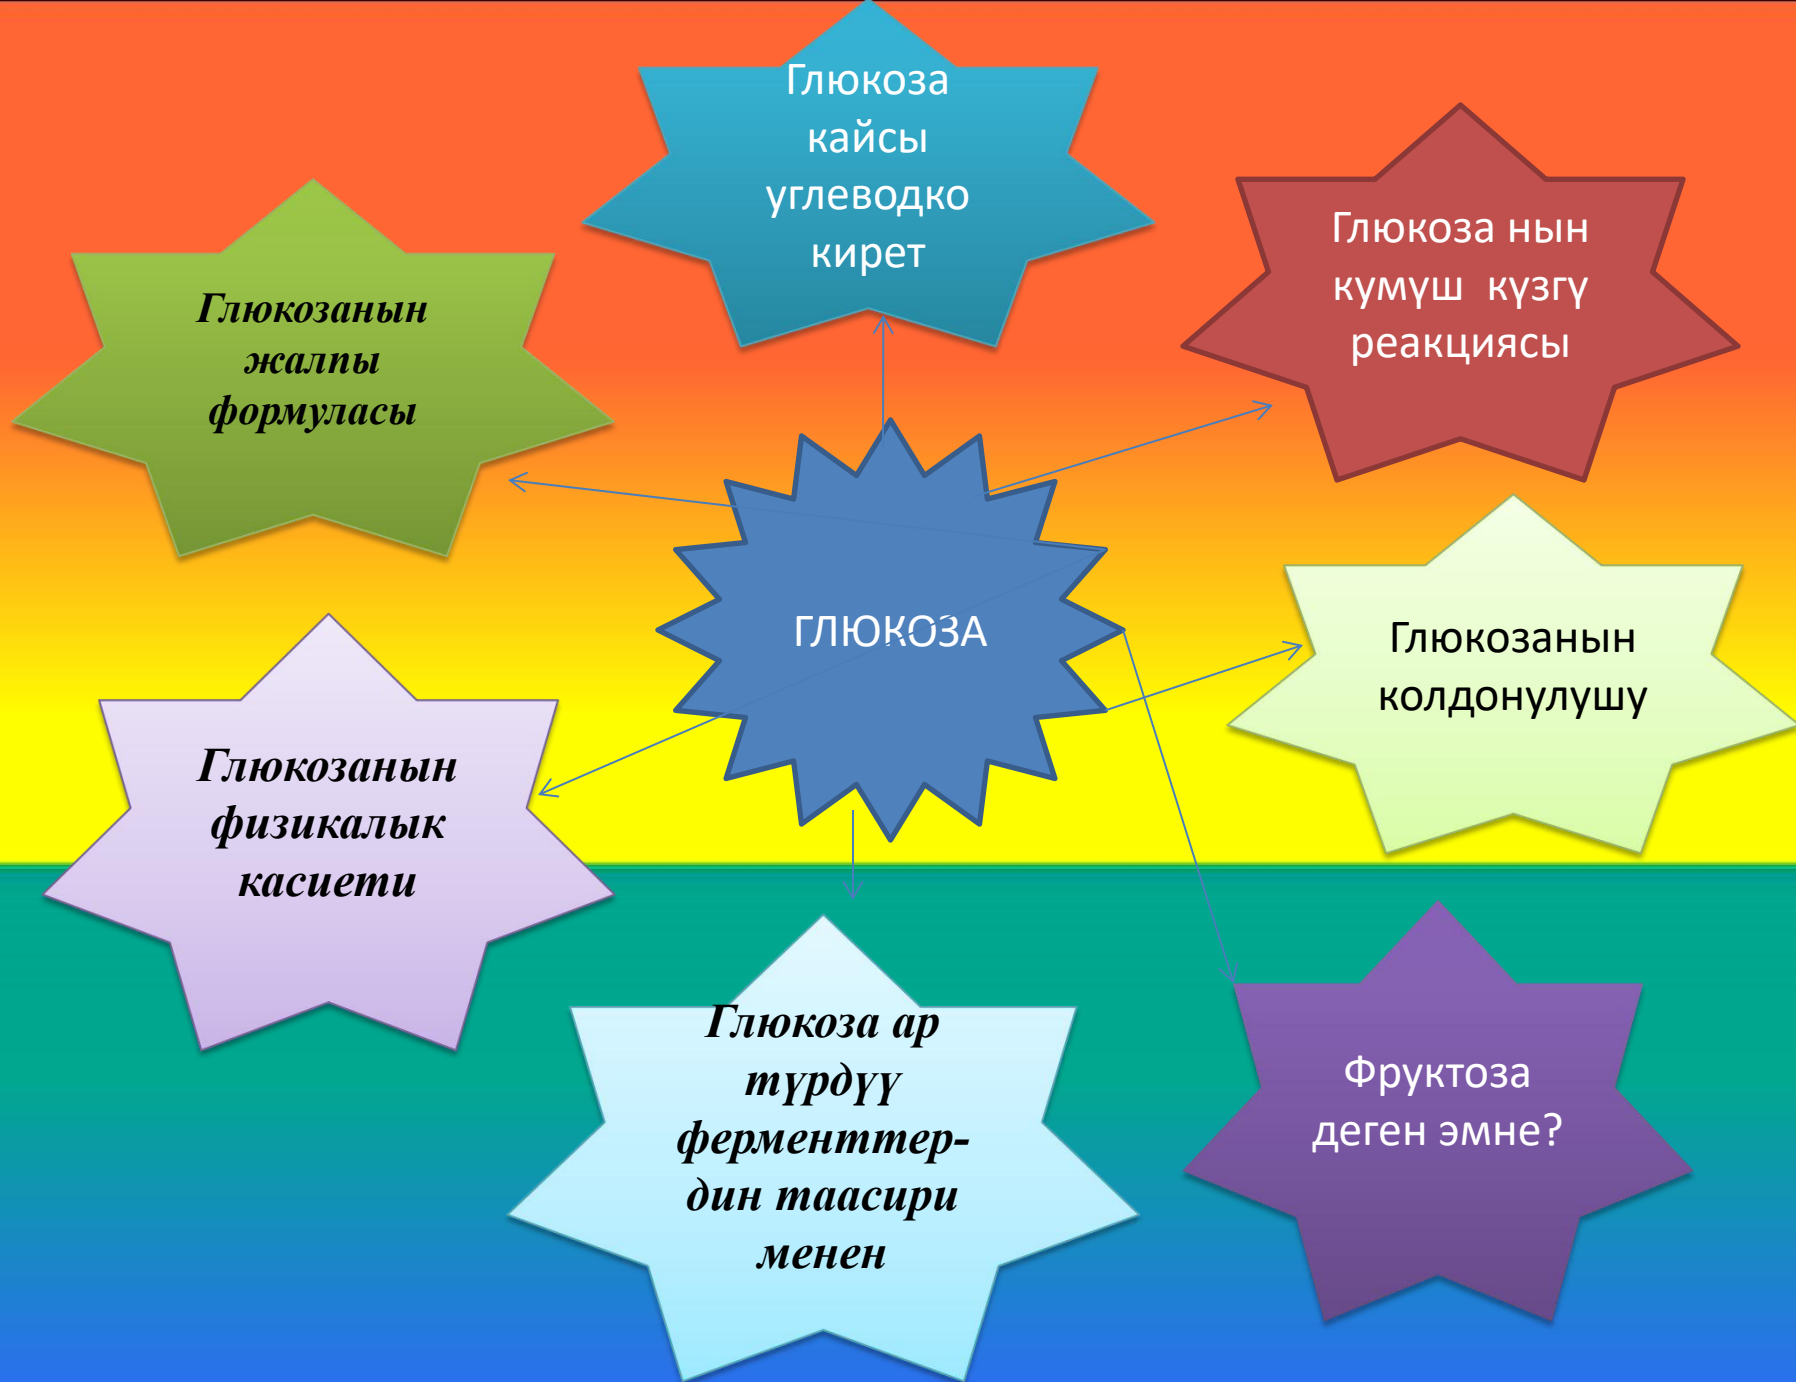 Глюкоза
кайсы
углеводко
кирет
Глюкоза нын
кумүш күзгү
реакциясы
Глюкозанын
жалпы
формуласы
ГЛЮКОЗА
Глюкозанын
колдонулушу
Глюкозанын
физикалык
касиети
Глюкоза ар
түрдүү
ферменттер-
дин таасири
менен
Фруктоза
деген эмне?